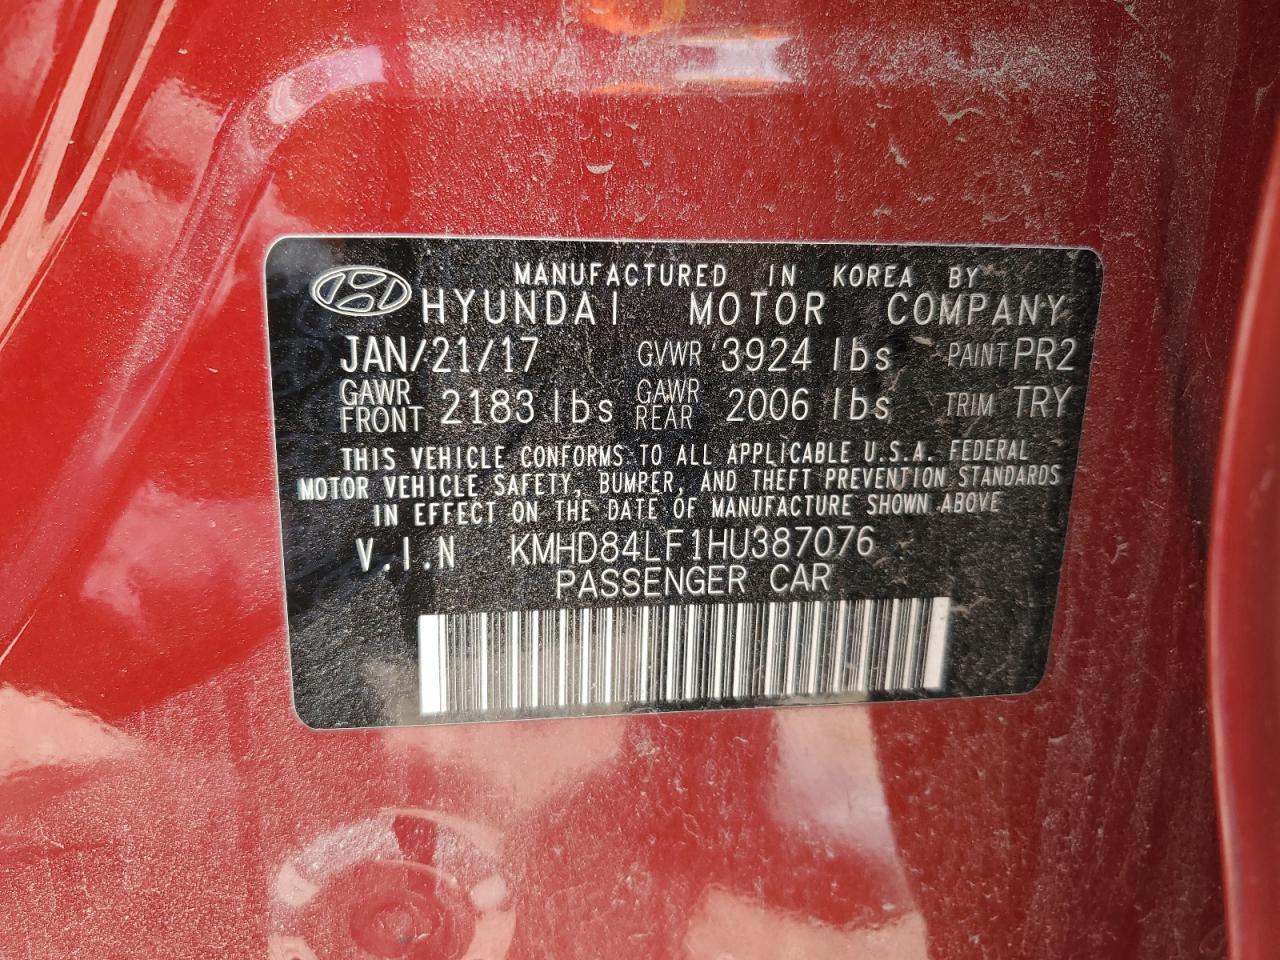 MANUFACTURED IN KOREA BY
HYUNDAI MOTOR COMPANY
JAN/21/17 GVWR 3924 lbs PAINT PR2
GAWR FRONT 2183 lbs GAWR REAR 2006 lbs TRIM TRY
THIS VEHICLE CONFORMS TO ALL APPLICABLE U.S.A. FEDERAL
MOTOR VEHICLE SAFETY, BUMPER, AND THEFT PREVENTION STANDARDS
IN EFFECT ON THE DATE OF MANUFACTURE SHOWN ABOVE
V.I.N KMHD84LF1HU387076
PASSENGER CAR